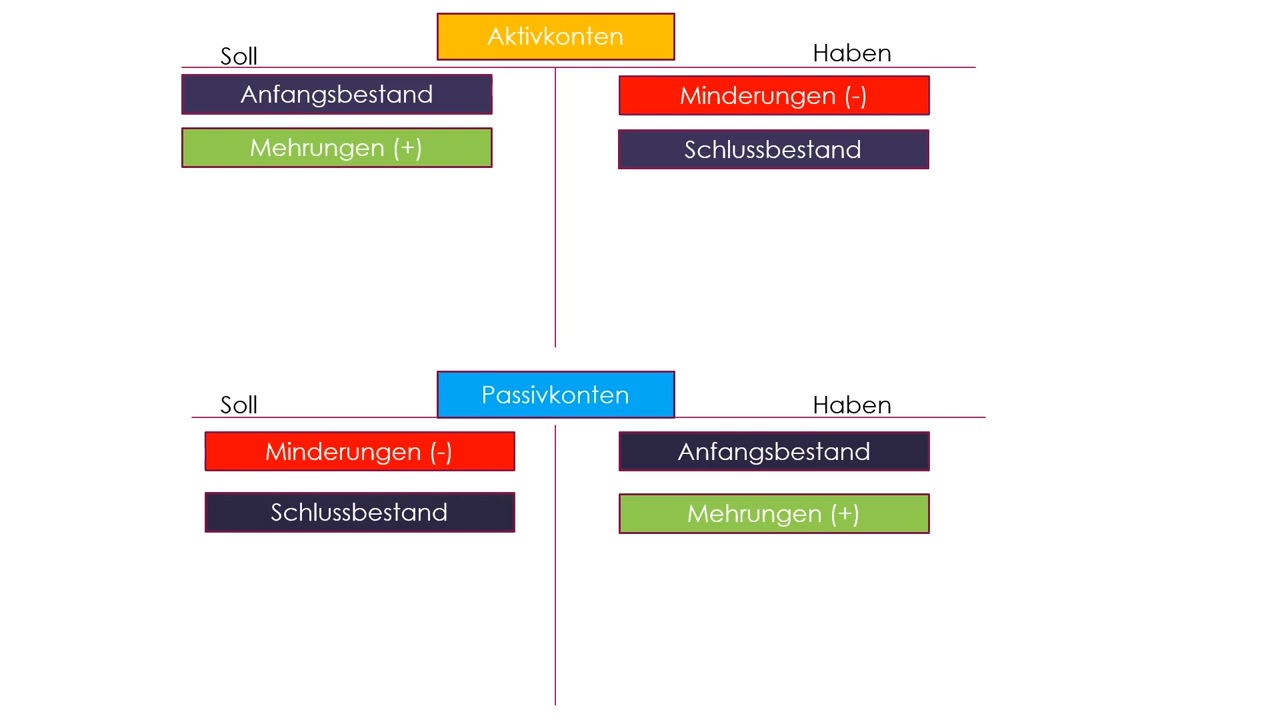 Aktivkonten
Soll
Haben
Anfangsbestand
Minderungen (-)
Mehrungen (+)
Schlussbestand
Passivkonten
Soll
Haben
Minderungen (-)
Anfangsbestand
Schlussbestand
Mehrungen (+)